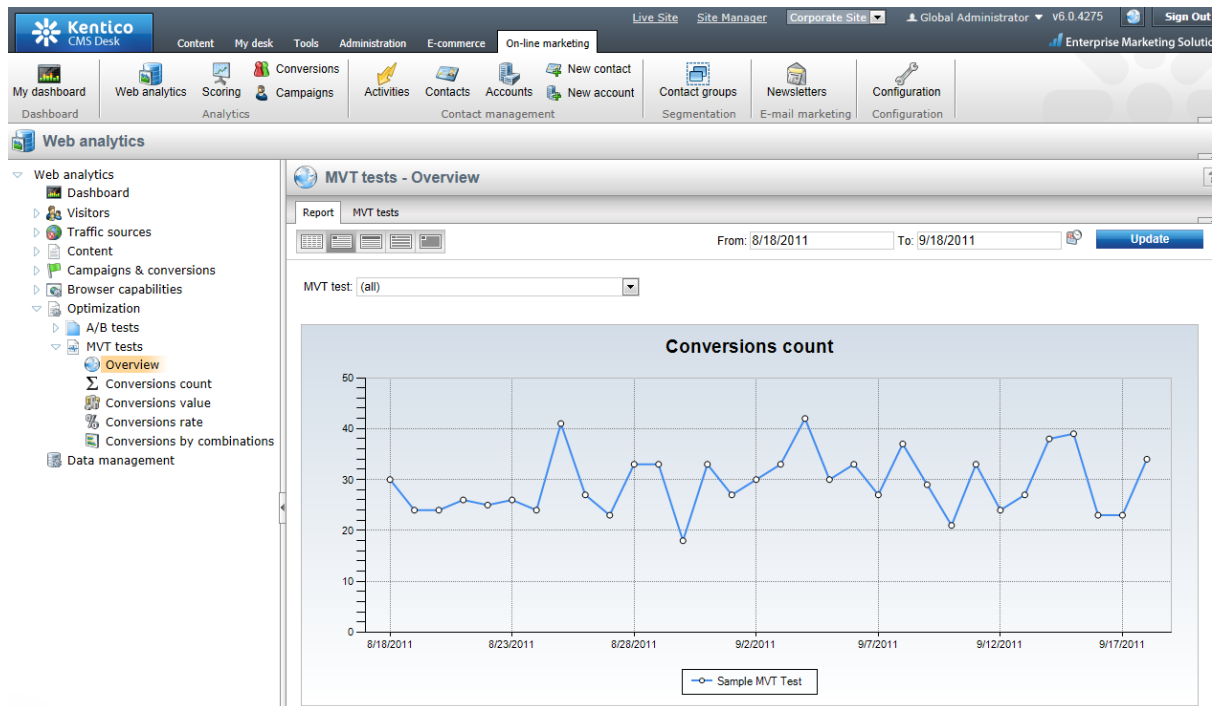 Kentico
CMS Desk
Live Site Site Manager Corporate Site Global Administrator v6.0.4275 Sign Out
Content My desk Tools Administration E-commerce On-line marketing
Enterprise Marketing Solutic
My dashboard Web analytics Scoring Conversions Campaigns Activities Contacts Accounts New contact New account Contact groups Newsletters Configuration
Dashboard Analytics Contact management Segmentation E-mail marketing Configuration
Web analytics
Web analytics
Dashboard
Visitors
Traffic sources
Content
Campaigns & conversions
Browser capabilities
Optimization
A/B tests
MVT tests
Overview
Conversions count
Conversions value
Conversions rate
Conversions by combinations
Data management
MVT tests - Overview
?
Report MVT tests
From: 8/18/2011 To: 9/18/2011 Update
MVT test: (all)
Conversions count
50
40
30
20
10
0
8/18/2011 8/23/2011 8/28/2011 9/2/2011 9/7/2011 9/12/2011 9/17/2011
Sample MVT Test